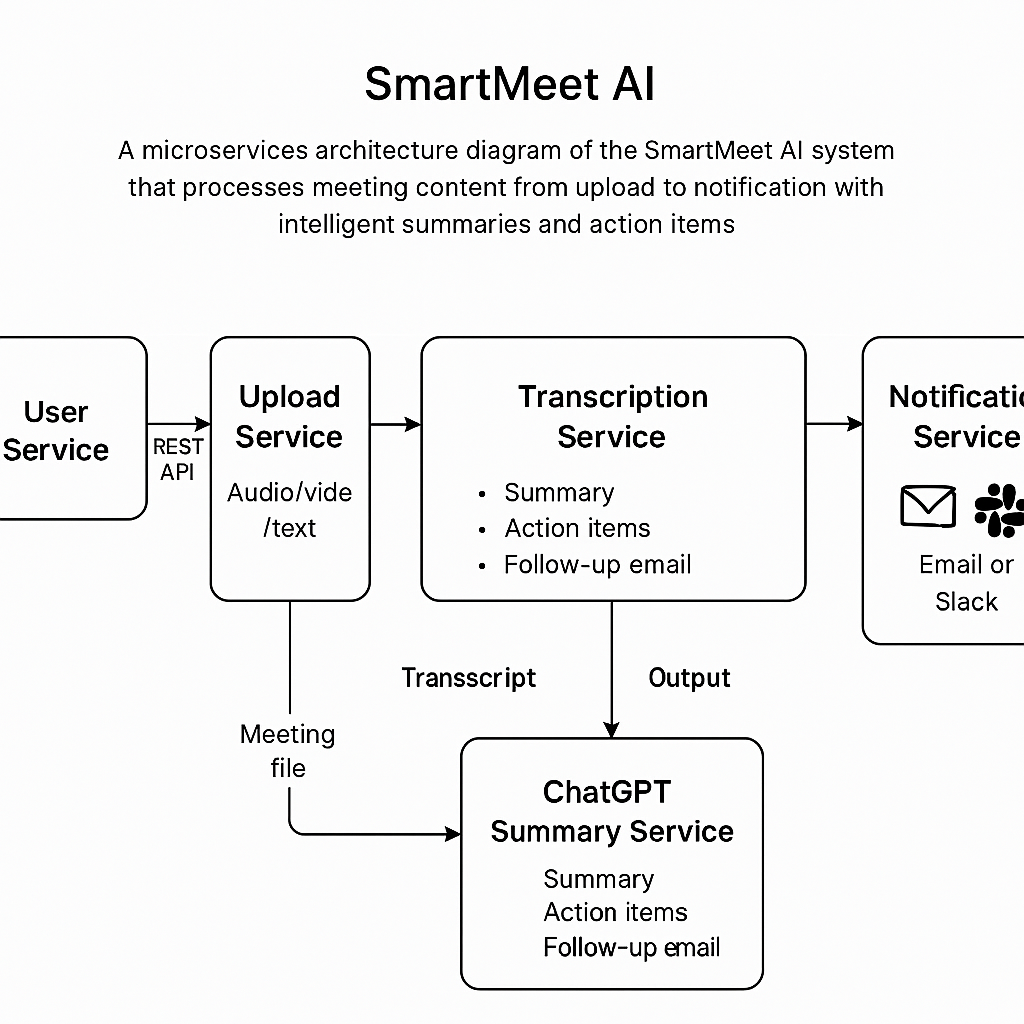 SmartMeet AI
A microservices architecture diagram of the SmartMeet AI system
that processes meeting content from upload to notification with
intelligent summaries and action items
User
Service
REST
API
Upload
Service
Audio/vide
/text
Transcription
Service
• Summary
• Action items
• Follow-up email
Notificatio
Service
Email or
Slack
Transscript
Output
Meeting
file
ChatGPT
Summary Service
Summary
Action items
Follow-up email